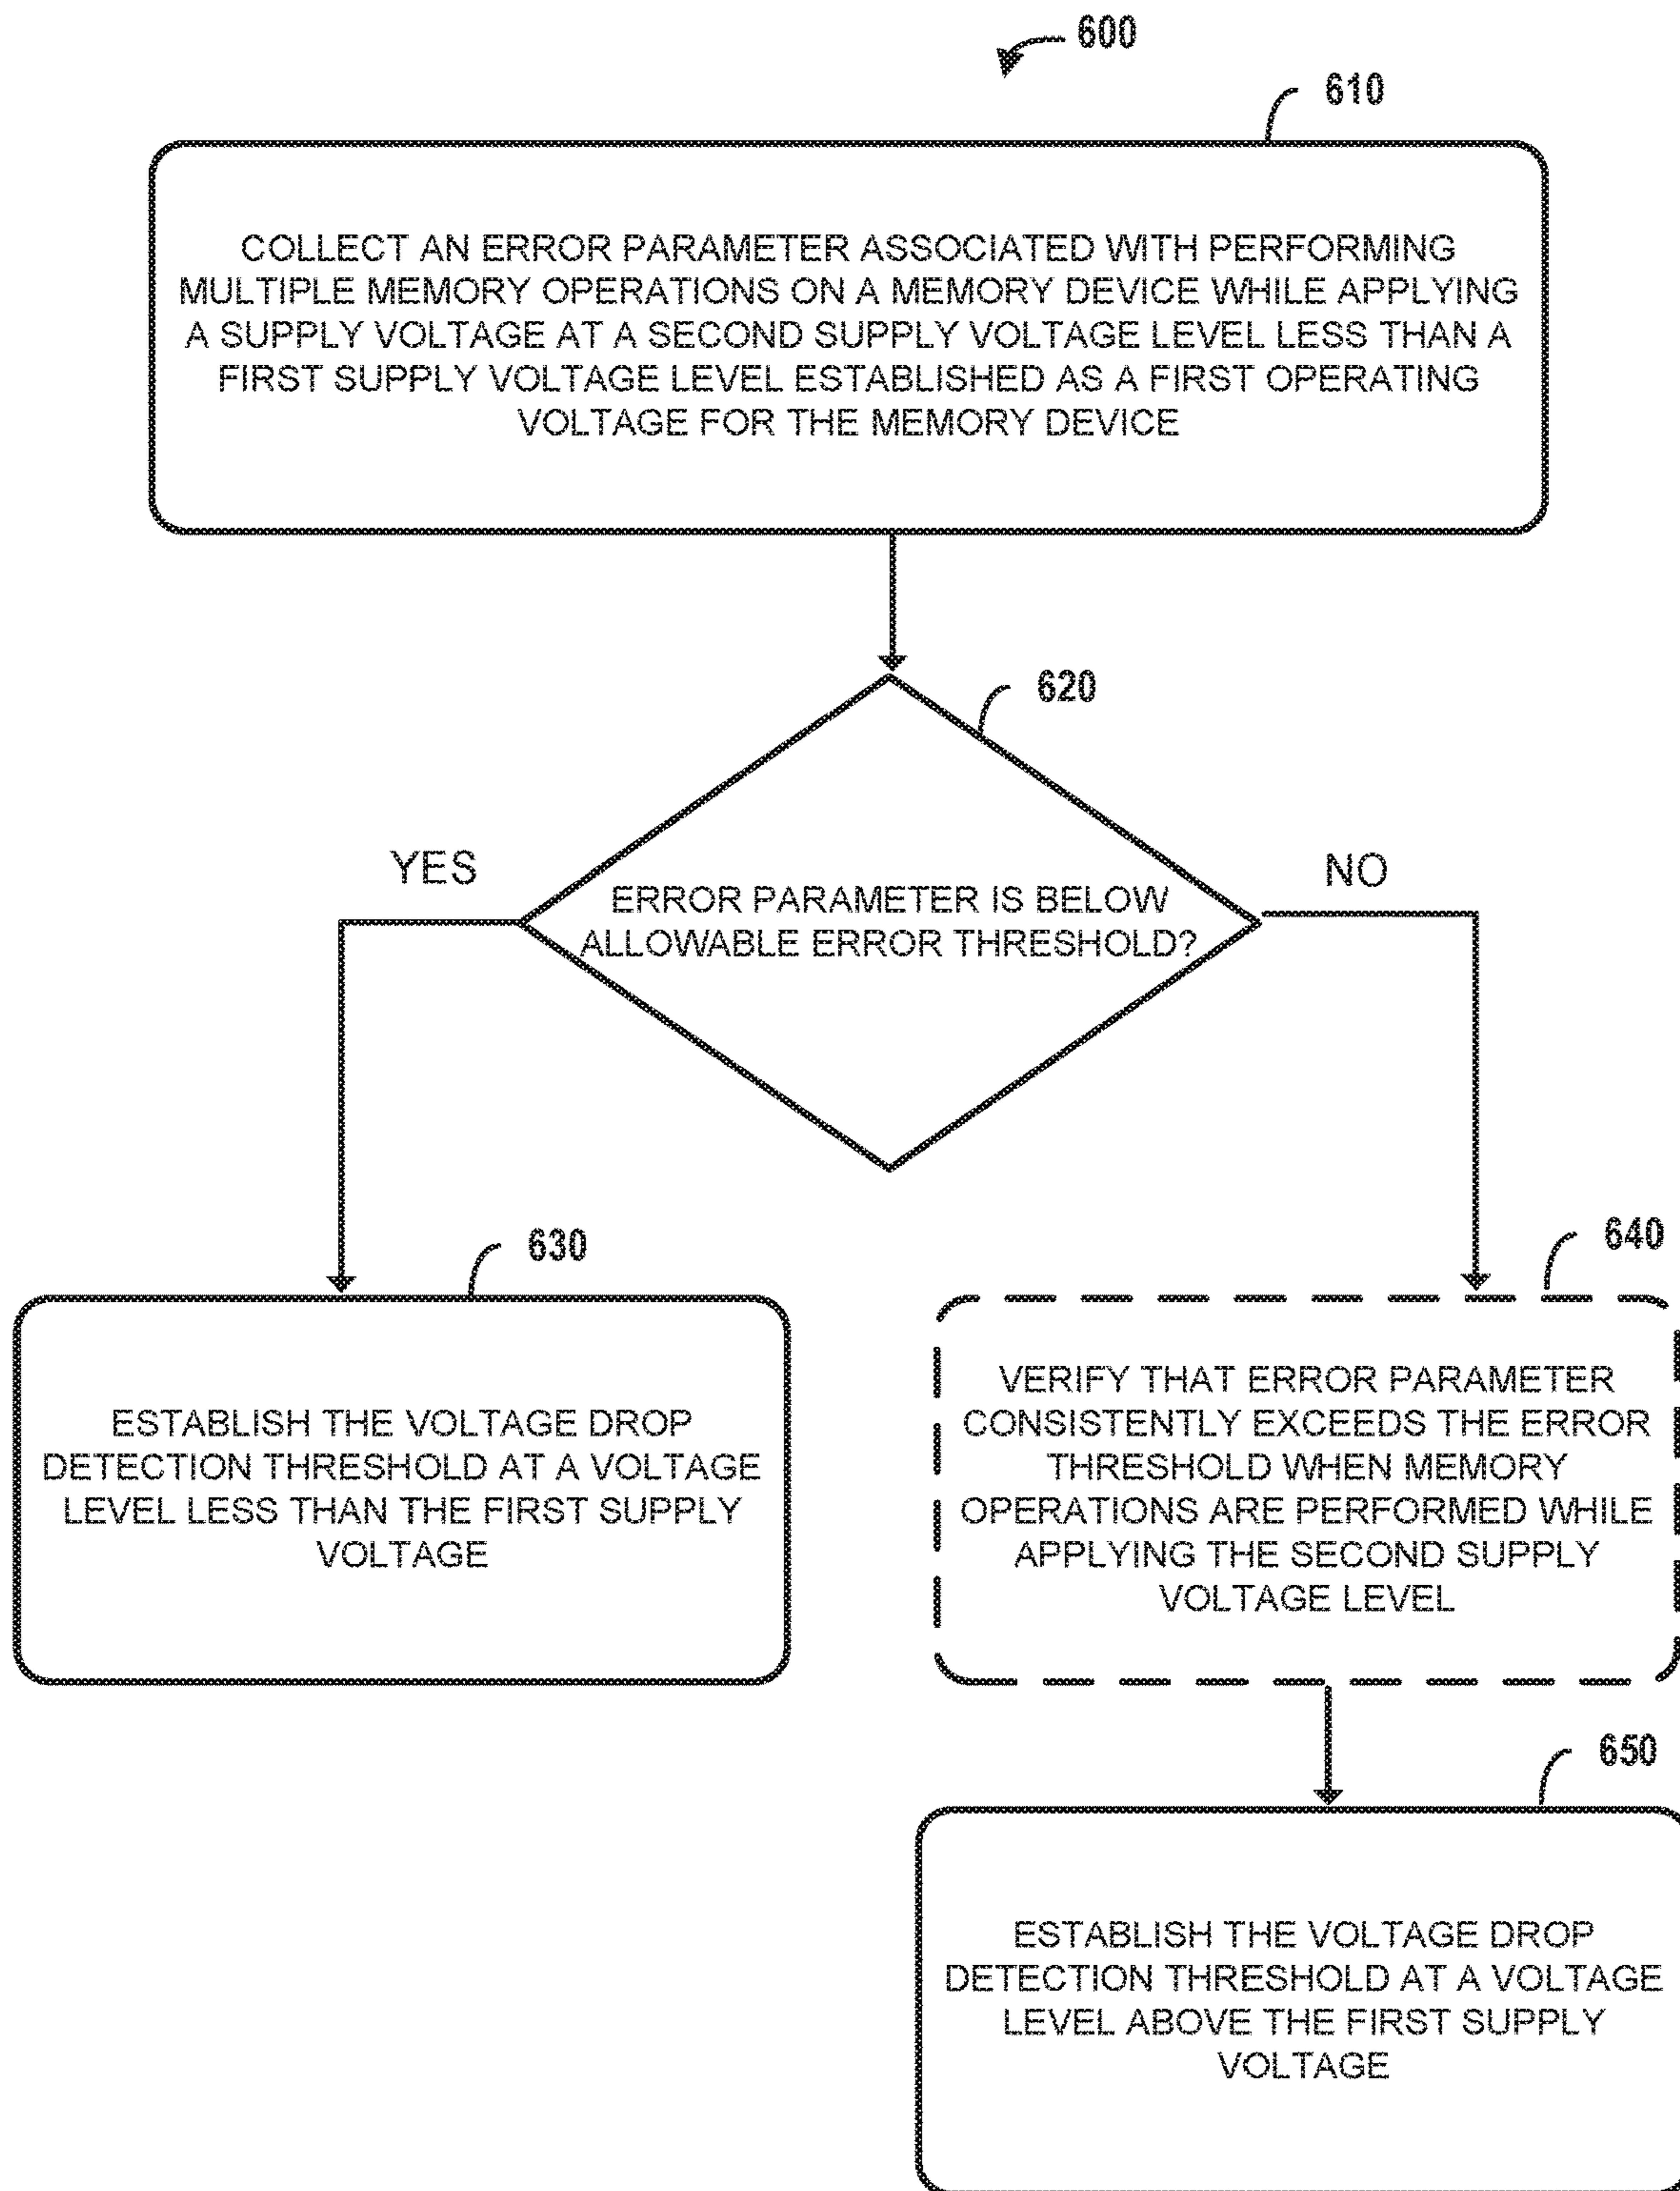 600
610
COLLECT AN ERROR PARAMETER ASSOCIATED WITH PERFORMING
MULTIPLE MEMORY OPERATIONS ON A MEMORY DEVICE WHILE APPLYING
A SUPPLY VOLTAGE AT A SECOND SUPPLY VOLTAGE LEVEL LESS THAN A
FIRST SUPPLY VOLTAGE LEVEL ESTABLISHED AS A FIRST OPERATING
VOLTAGE FOR THE MEMORY DEVICE
620
YES
NO
ERROR PARAMETER IS BELOW
ALLOWABLE ERROR THRESHOLD?
630
ESTABLISH THE VOLTAGE DROP
DETECTION THRESHOLD AT A VOLTAGE
LEVEL LESS THAN THE FIRST SUPPLY
VOLTAGE
640
VERIFY THAT ERROR PARAMETER
CONSISTENTLY EXCEEDS THE ERROR
THRESHOLD WHEN MEMORY
OPERATIONS ARE PERFORMED WHILE
APPLYING THE SECOND SUPPLY
VOLTAGE LEVEL
650
ESTABLISH THE VOLTAGE DROP
DETECTION THRESHOLD AT A VOLTAGE
LEVEL ABOVE THE FIRST SUPPLY
VOLTAGE